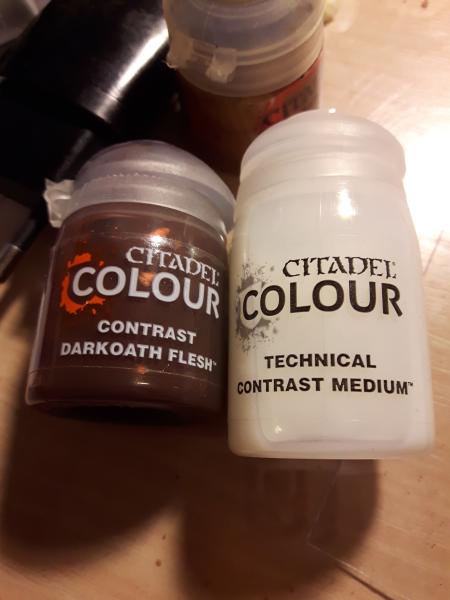 CITADEL®
COLOUR
CONTRAST
DARKOATH FLESH™
CITADEL®
COLOUR
TECHNICAL
CONTRAST MEDIUM™